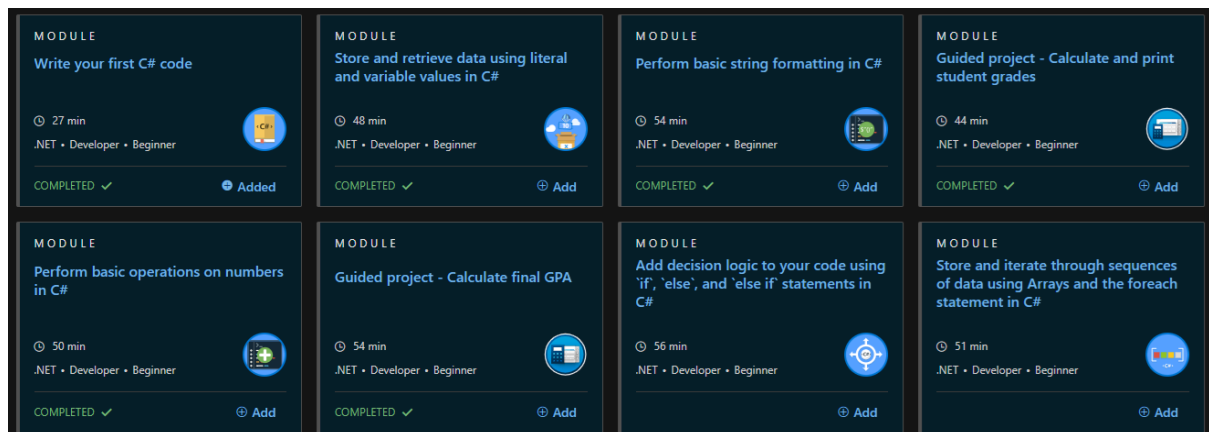 MODULE
Write your first C# code
27 min
.NET • Developer • Beginner
COMPLETED ✓
Added
MODULE
Store and retrieve data using literal
and variable values in C#
48 min
.NET • Developer • Beginner
COMPLETED ✓
Add
MODULE
Perform basic string formatting in C#
54 min
.NET • Developer • Beginner
COMPLETED ✓
Add
MODULE
Guided project - Calculate and print
student grades
44 min
.NET • Developer • Beginner
COMPLETED ✓
Add
MODULE
Perform basic operations on numbers
in C#
50 min
.NET • Developer • Beginner
COMPLETED ✓
Add
MODULE
Guided project - Calculate final GPA
54 min
.NET • Developer • Beginner
COMPLETED ✓
Add
MODULE
Add decision logic to your code using
`if`, `else`, and `else if` statements in
C#
56 min
.NET • Developer • Beginner
Add
MODULE
Store and iterate through sequences
of data using Arrays and the foreach
statement in C#
51 min
.NET • Developer • Beginner
Add